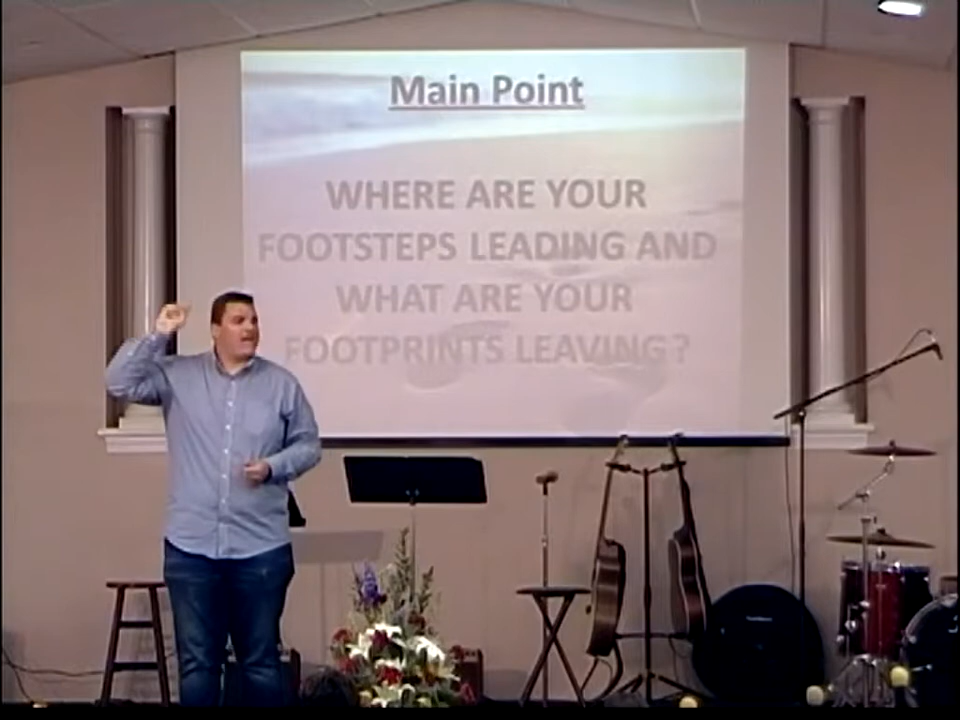 Main Point
WHERE ARE YOUR
FOOTSTEPS LEADING AND
WHAT ARE YOUR
FOOTPRINTS LEAVING?